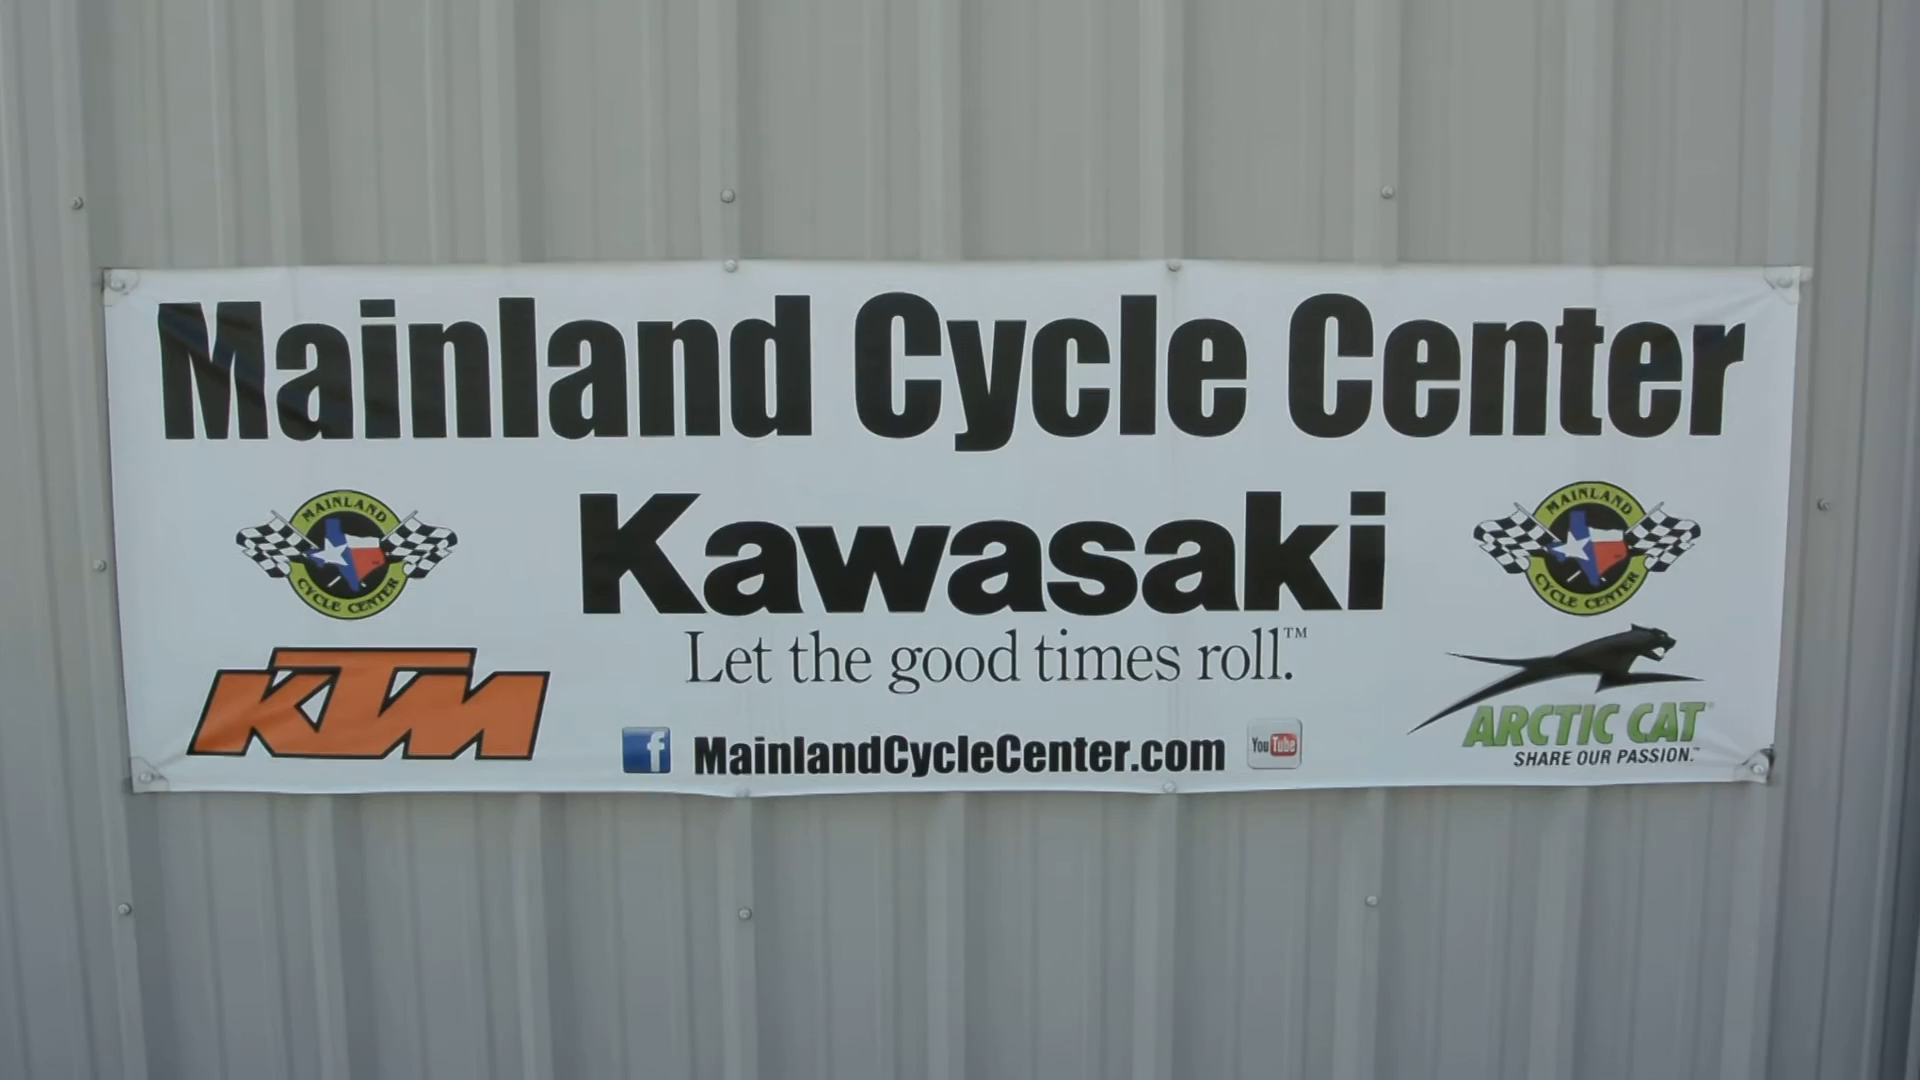 Mainland Cycle Center
MAINLAND
CYCLE CENTER
Kawasaki
Let the good times roll.™
MAINLAND
CYCLE CENTER
KTM
f MainlandCycleCenter.com YouTube
ARCTIC CAT
SHARE OUR PASSION.™